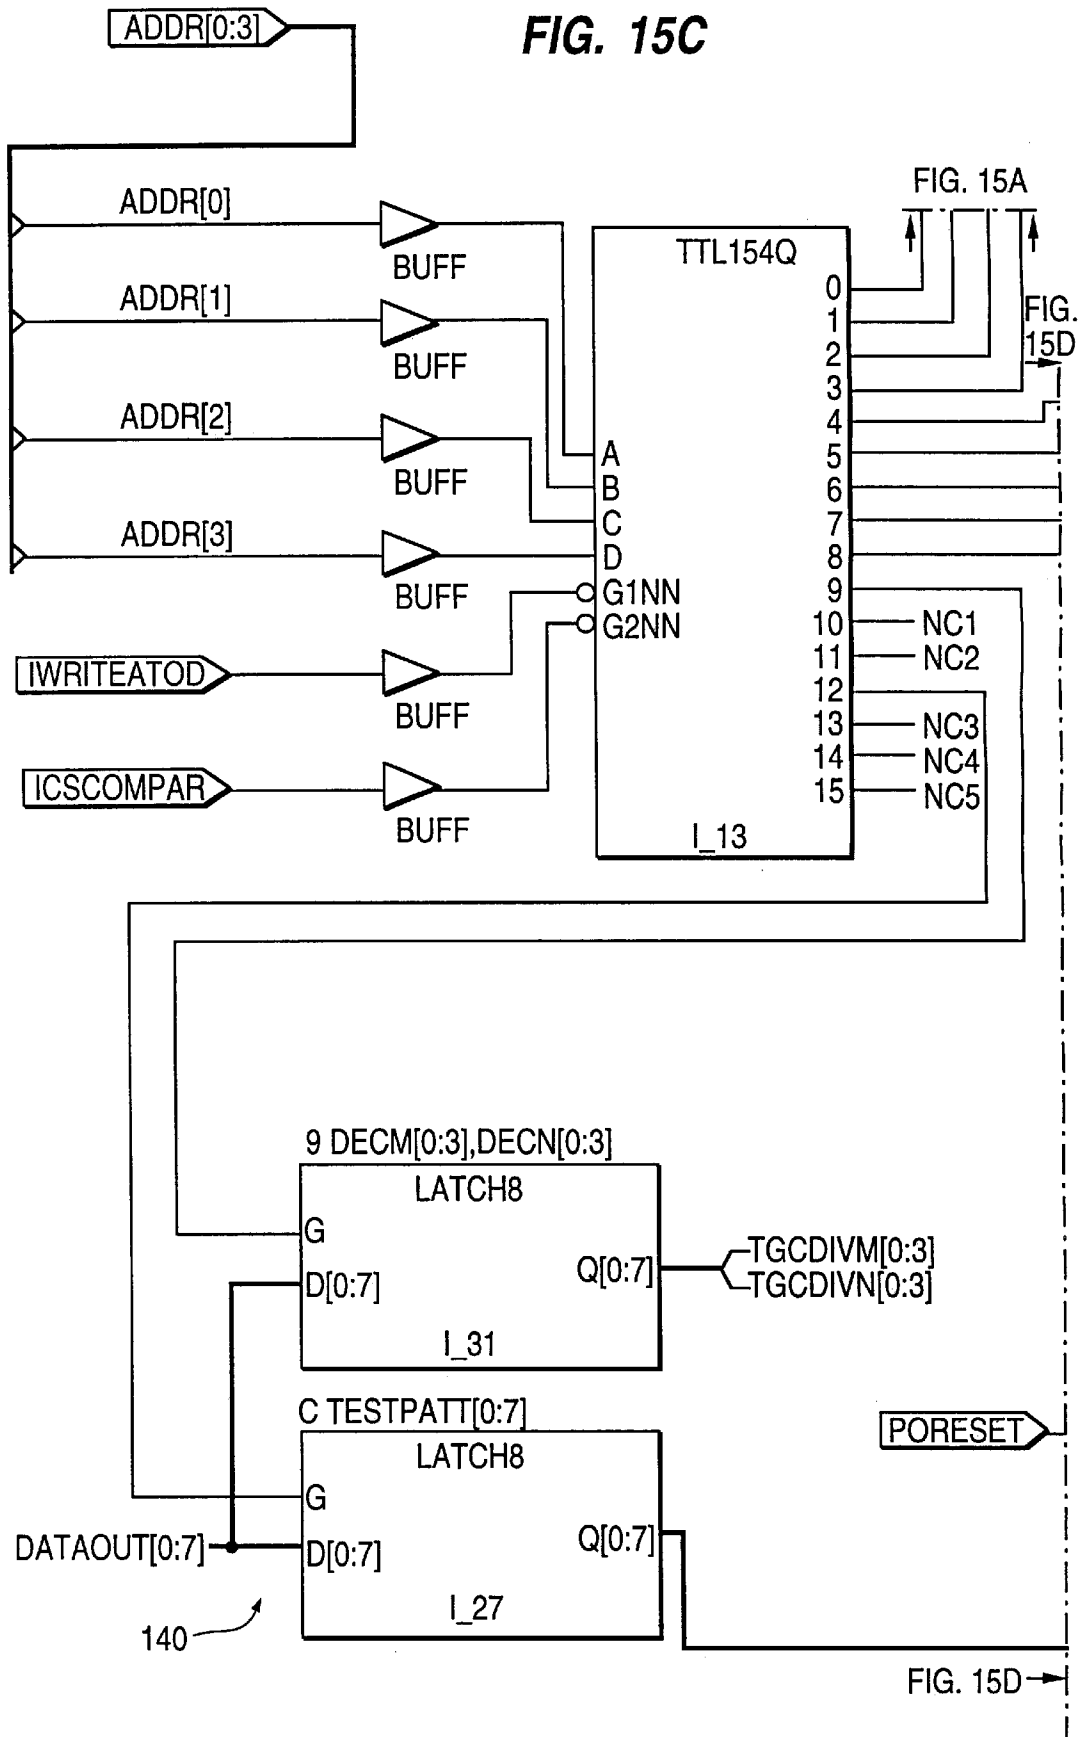 ADDR[0:3]
FIG. 15C
FIG. 15A
ADDR[0]
BUFF
TTL154Q
ADDR[1]
BUFF
FIG.
15D
ADDR[2]
BUFF
ADDR[3]
BUFF
A
B
C
D
G1NN
G2NN
0
1
2
3
4
5
6
7
8
9
10
11
12
13
14
15
NC1
NC2
NC3
NC4
NC5
IWRITEATOD
BUFF
ICSCOMPAR
BUFF
I_13
9 DECM[0:3],DECN[0:3]
LATCH8
G
D[0:7]
Q[0:7]
TGCDIVM[0:3]
TGCDIVN[0:3]
I_31
C TESTPATT[0:7]
LATCH8
PORESET
G
DATAOUT[0:7]
D[0:7]
Q[0:7]
I_27
140
FIG. 15D